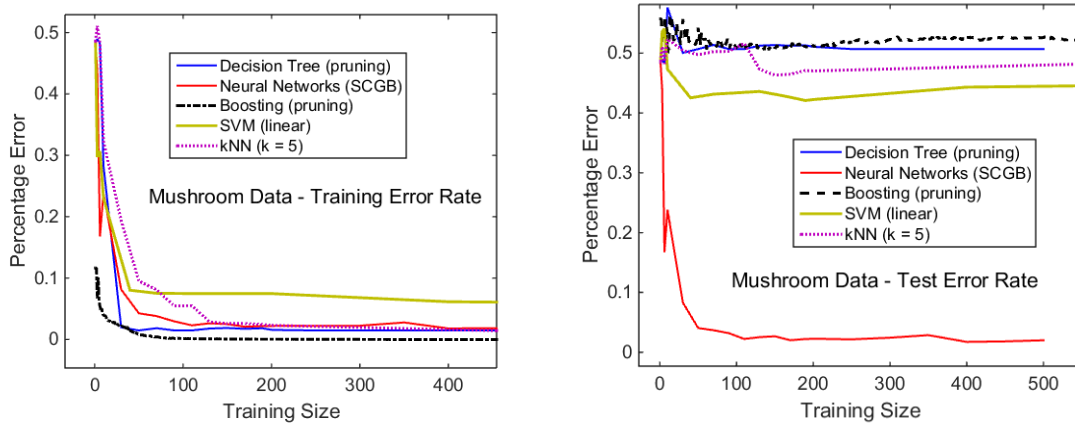 Percentage Error
0.5
0.4
0.3
0.2
0.1
0
Decision Tree (pruning)
Neural Networks (SCGB)
Boosting (pruning)
SVM (linear)
kNN (k = 5)
Mushroom Data - Training Error Rate
0 100 200 300 400
Training Size
Percentage Error
0.5
0.4
0.3
0.2
0.1
0
Decision Tree (pruning)
Neural Networks (SCGB)
Boosting (pruning)
SVM (linear)
kNN (k = 5)
Mushroom Data - Test Error Rate
0 100 200 300 400 500
Training Size